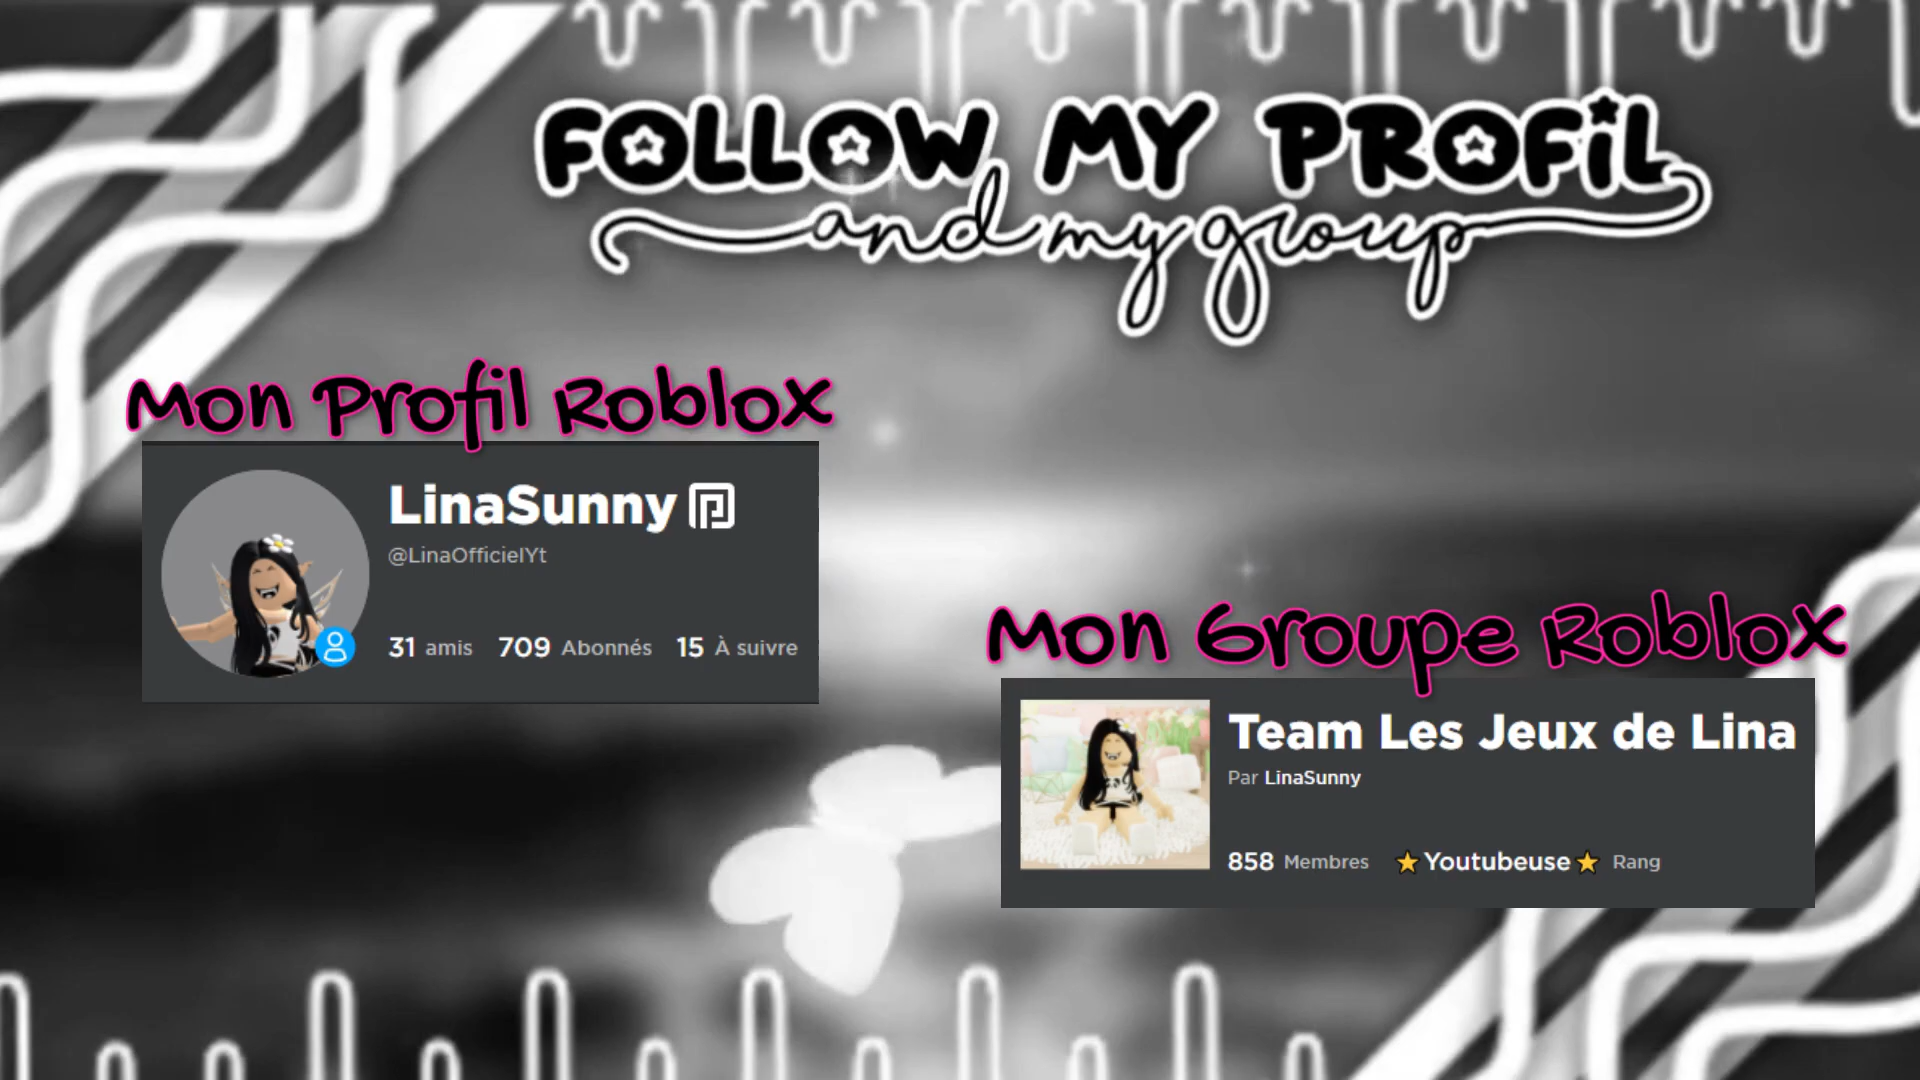 FOLLOW MY PROFiL
and my group
Mon Profil Roblox
LinaSunny
@LinaOfficielYt
31 amis 709 Abonnés 15 À suivre
Mon Groupe Roblox
Team Les Jeux de Lina
Par LinaSunny
858 Membres ⭐Youtubeuse⭐ Rang